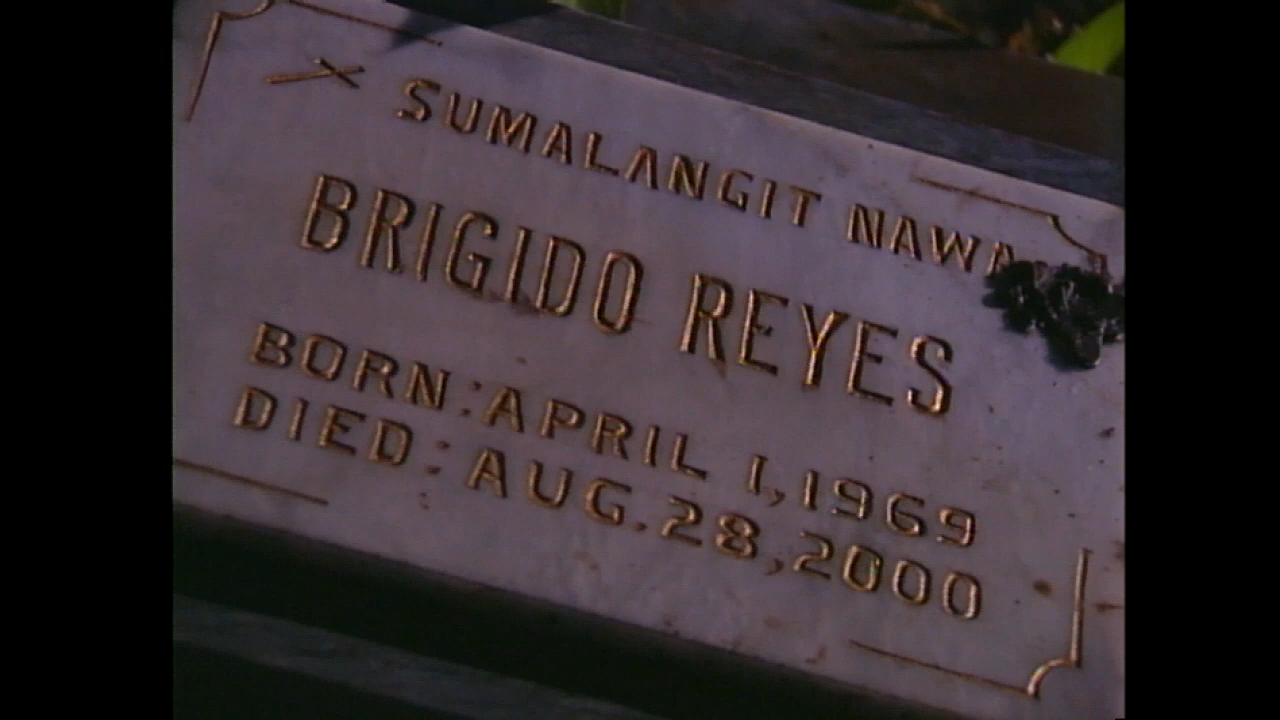 SUMALANGIT NAWA
BRIGIDO REYES
BORN: APRIL 1, 1969
DIED: AUG. 28, 2000